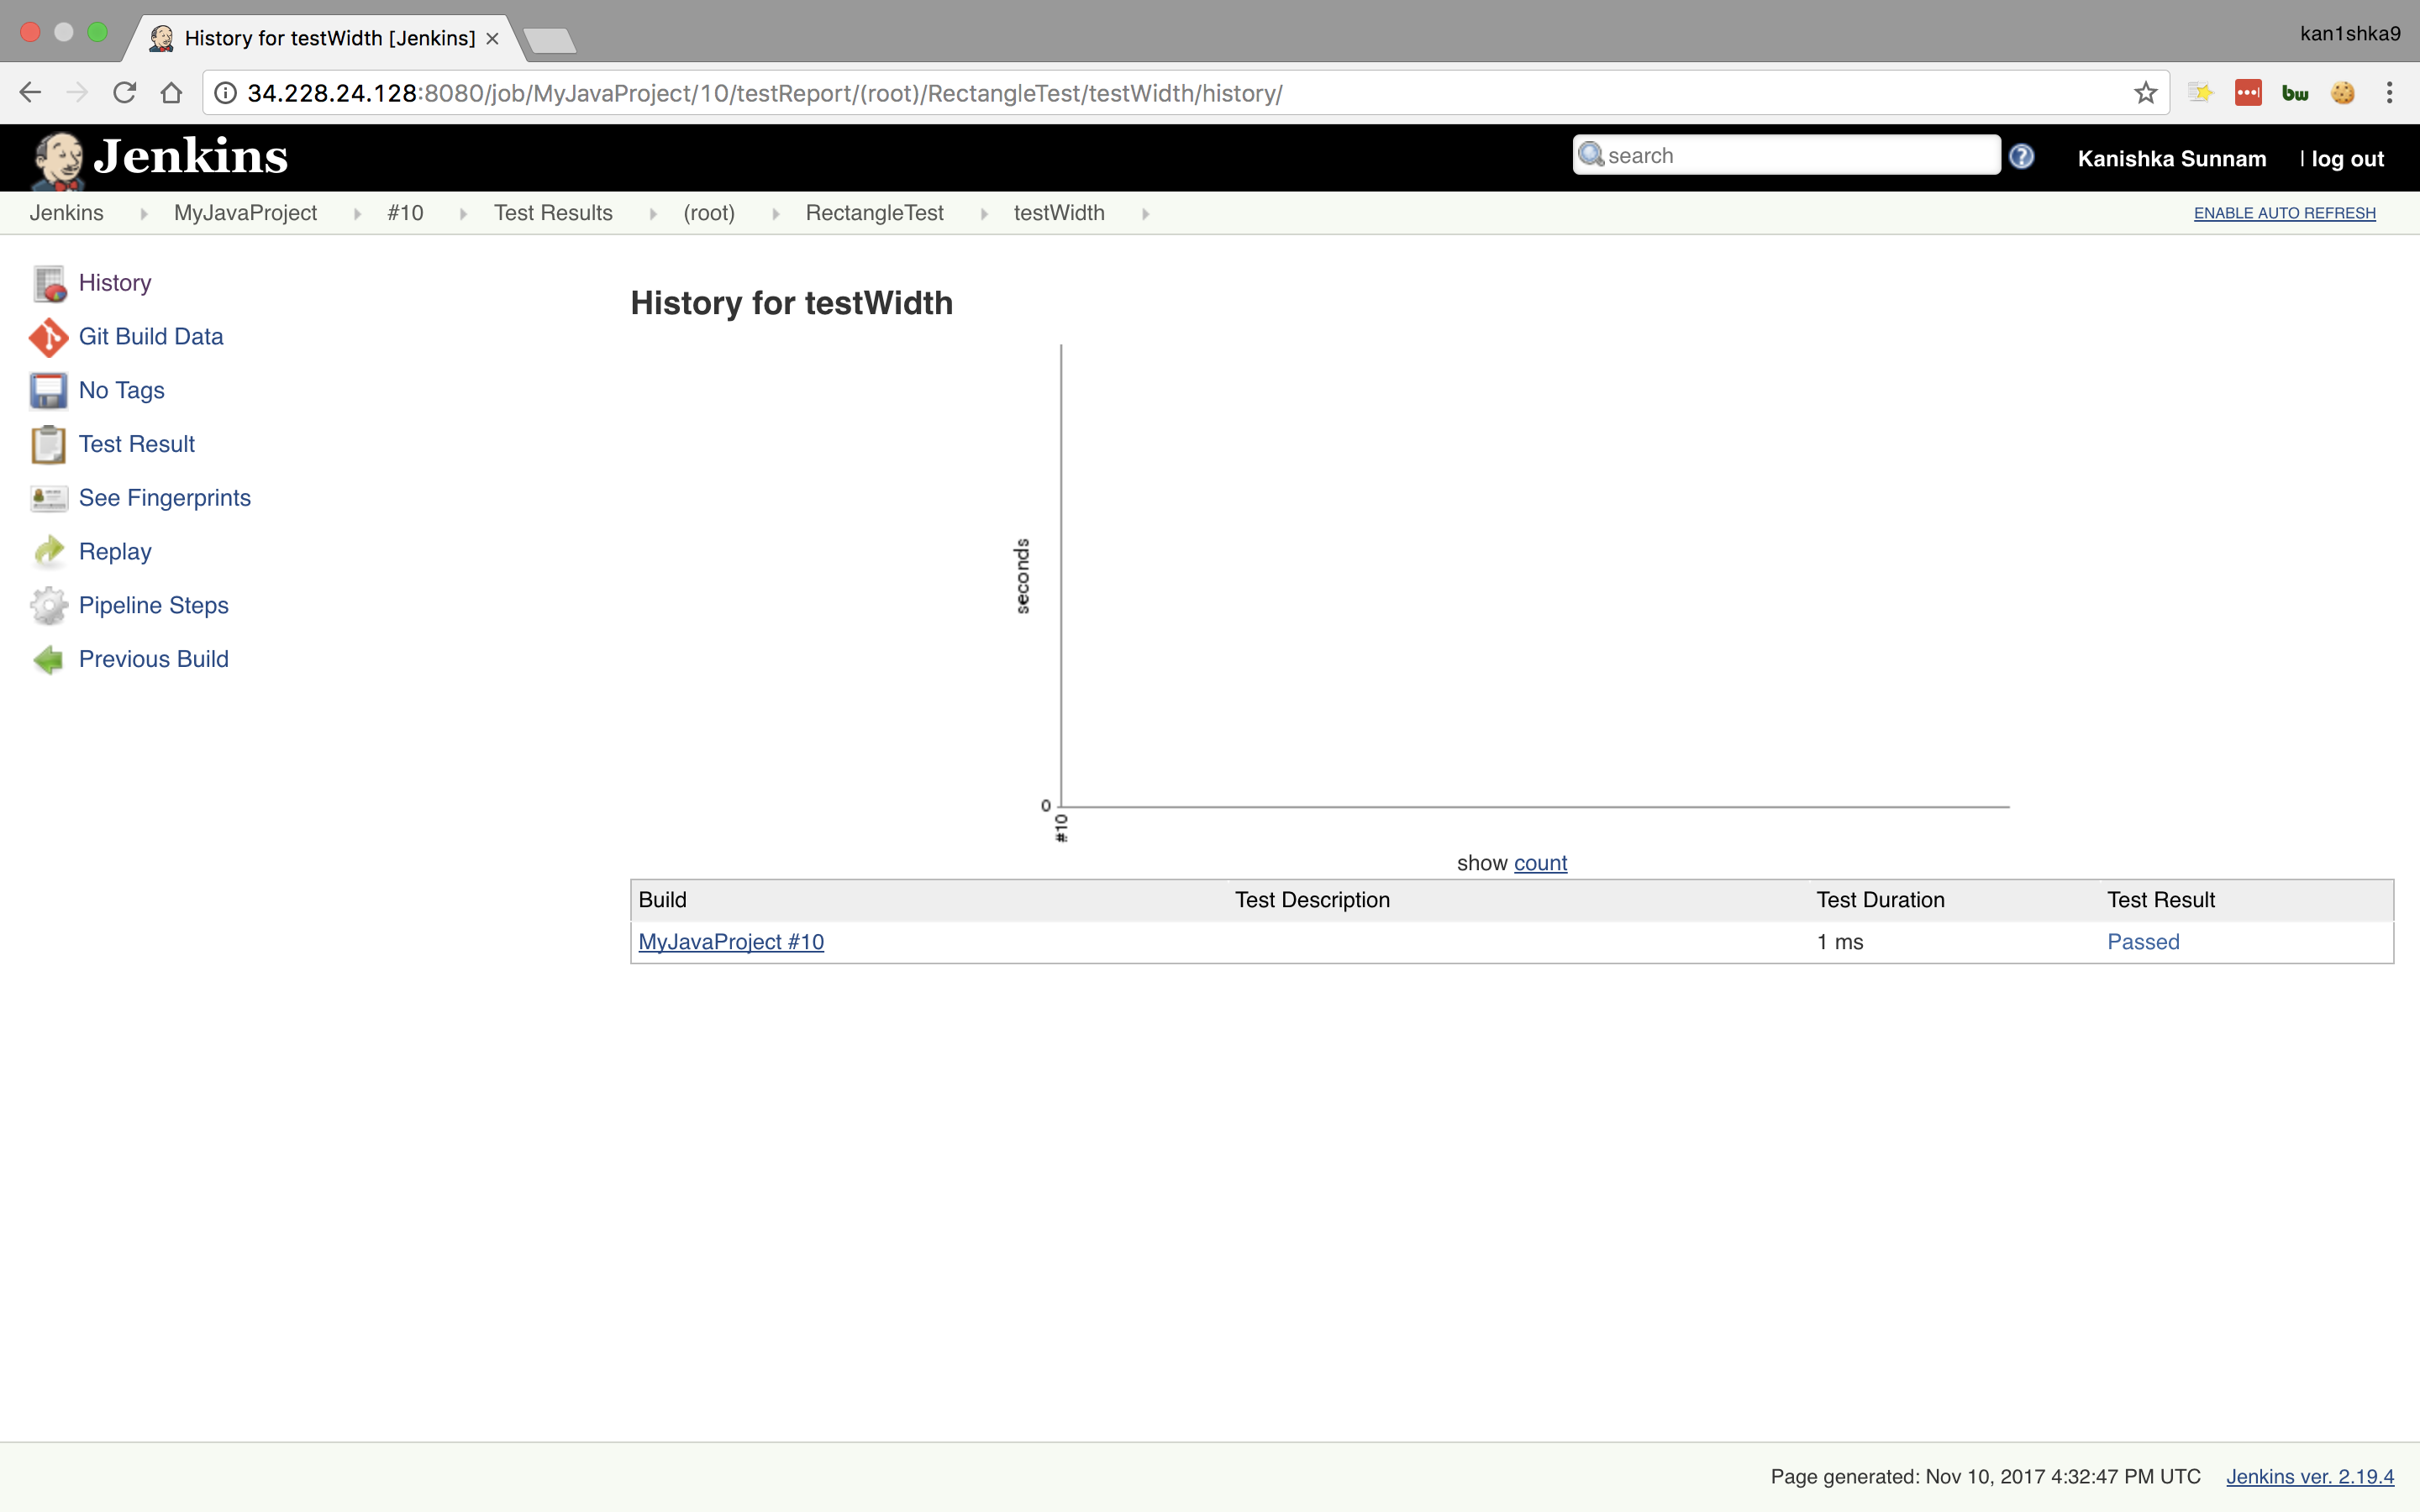 History for testWidth [Jenkins]
kan1shka9
34.228.24.128:8080/job/MyJavaProject/10/testReport/(root)/RectangleTest/testWidth/history/
bw
Jenkins
search
Kanishka Sunnam | log out
Jenkins MyJavaProject #10 Test Results (root) RectangleTest testWidth
ENABLE AUTO REFRESH
History
Git Build Data
No Tags
Test Result
See Fingerprints
Replay
Pipeline Steps
Previous Build
History for testWidth
seconds
0
#10
show count
Build Test Description Test Duration Test Result
MyJavaProject #10 1 ms Passed
Page generated: Nov 10, 2017 4:32:47 PM UTC Jenkins ver. 2.19.4